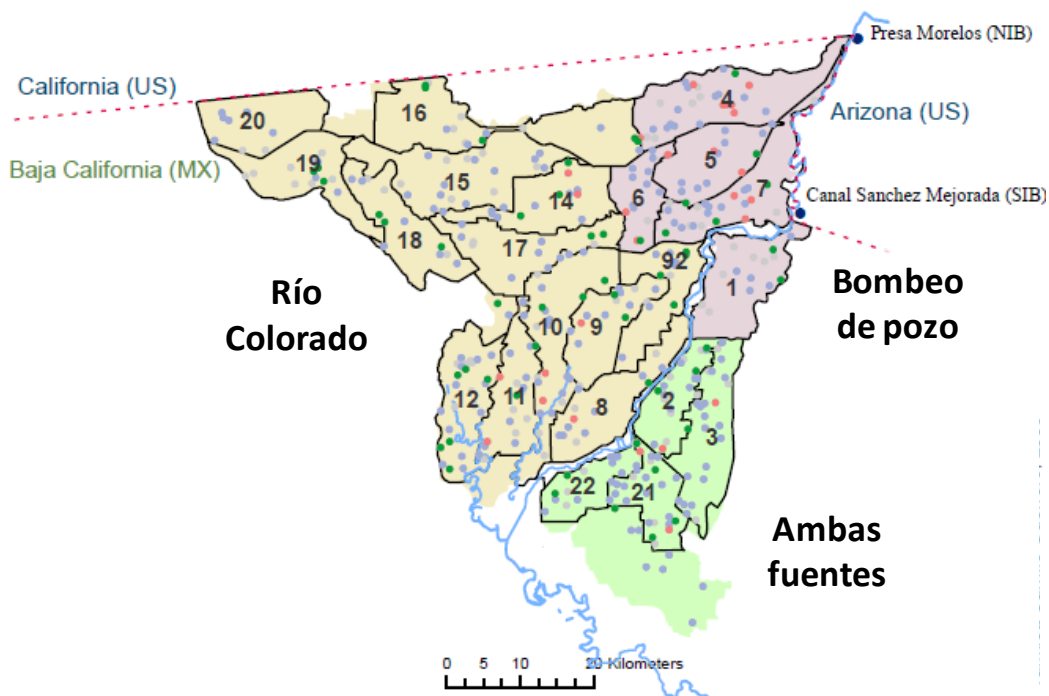 Presa Morelos (NIB)
California (US)
Arizona (US)
Baja California (MX)
Canal Sanchez Mejorada (SIB)
20
16
4
19
15
5
14
6
7
18
17
92
1
10
9
12
11
8
2
3
22
21
Río
Colorado
Bombeo
de pozo
Ambas
fuentes
0 5 10 20 Kilometers